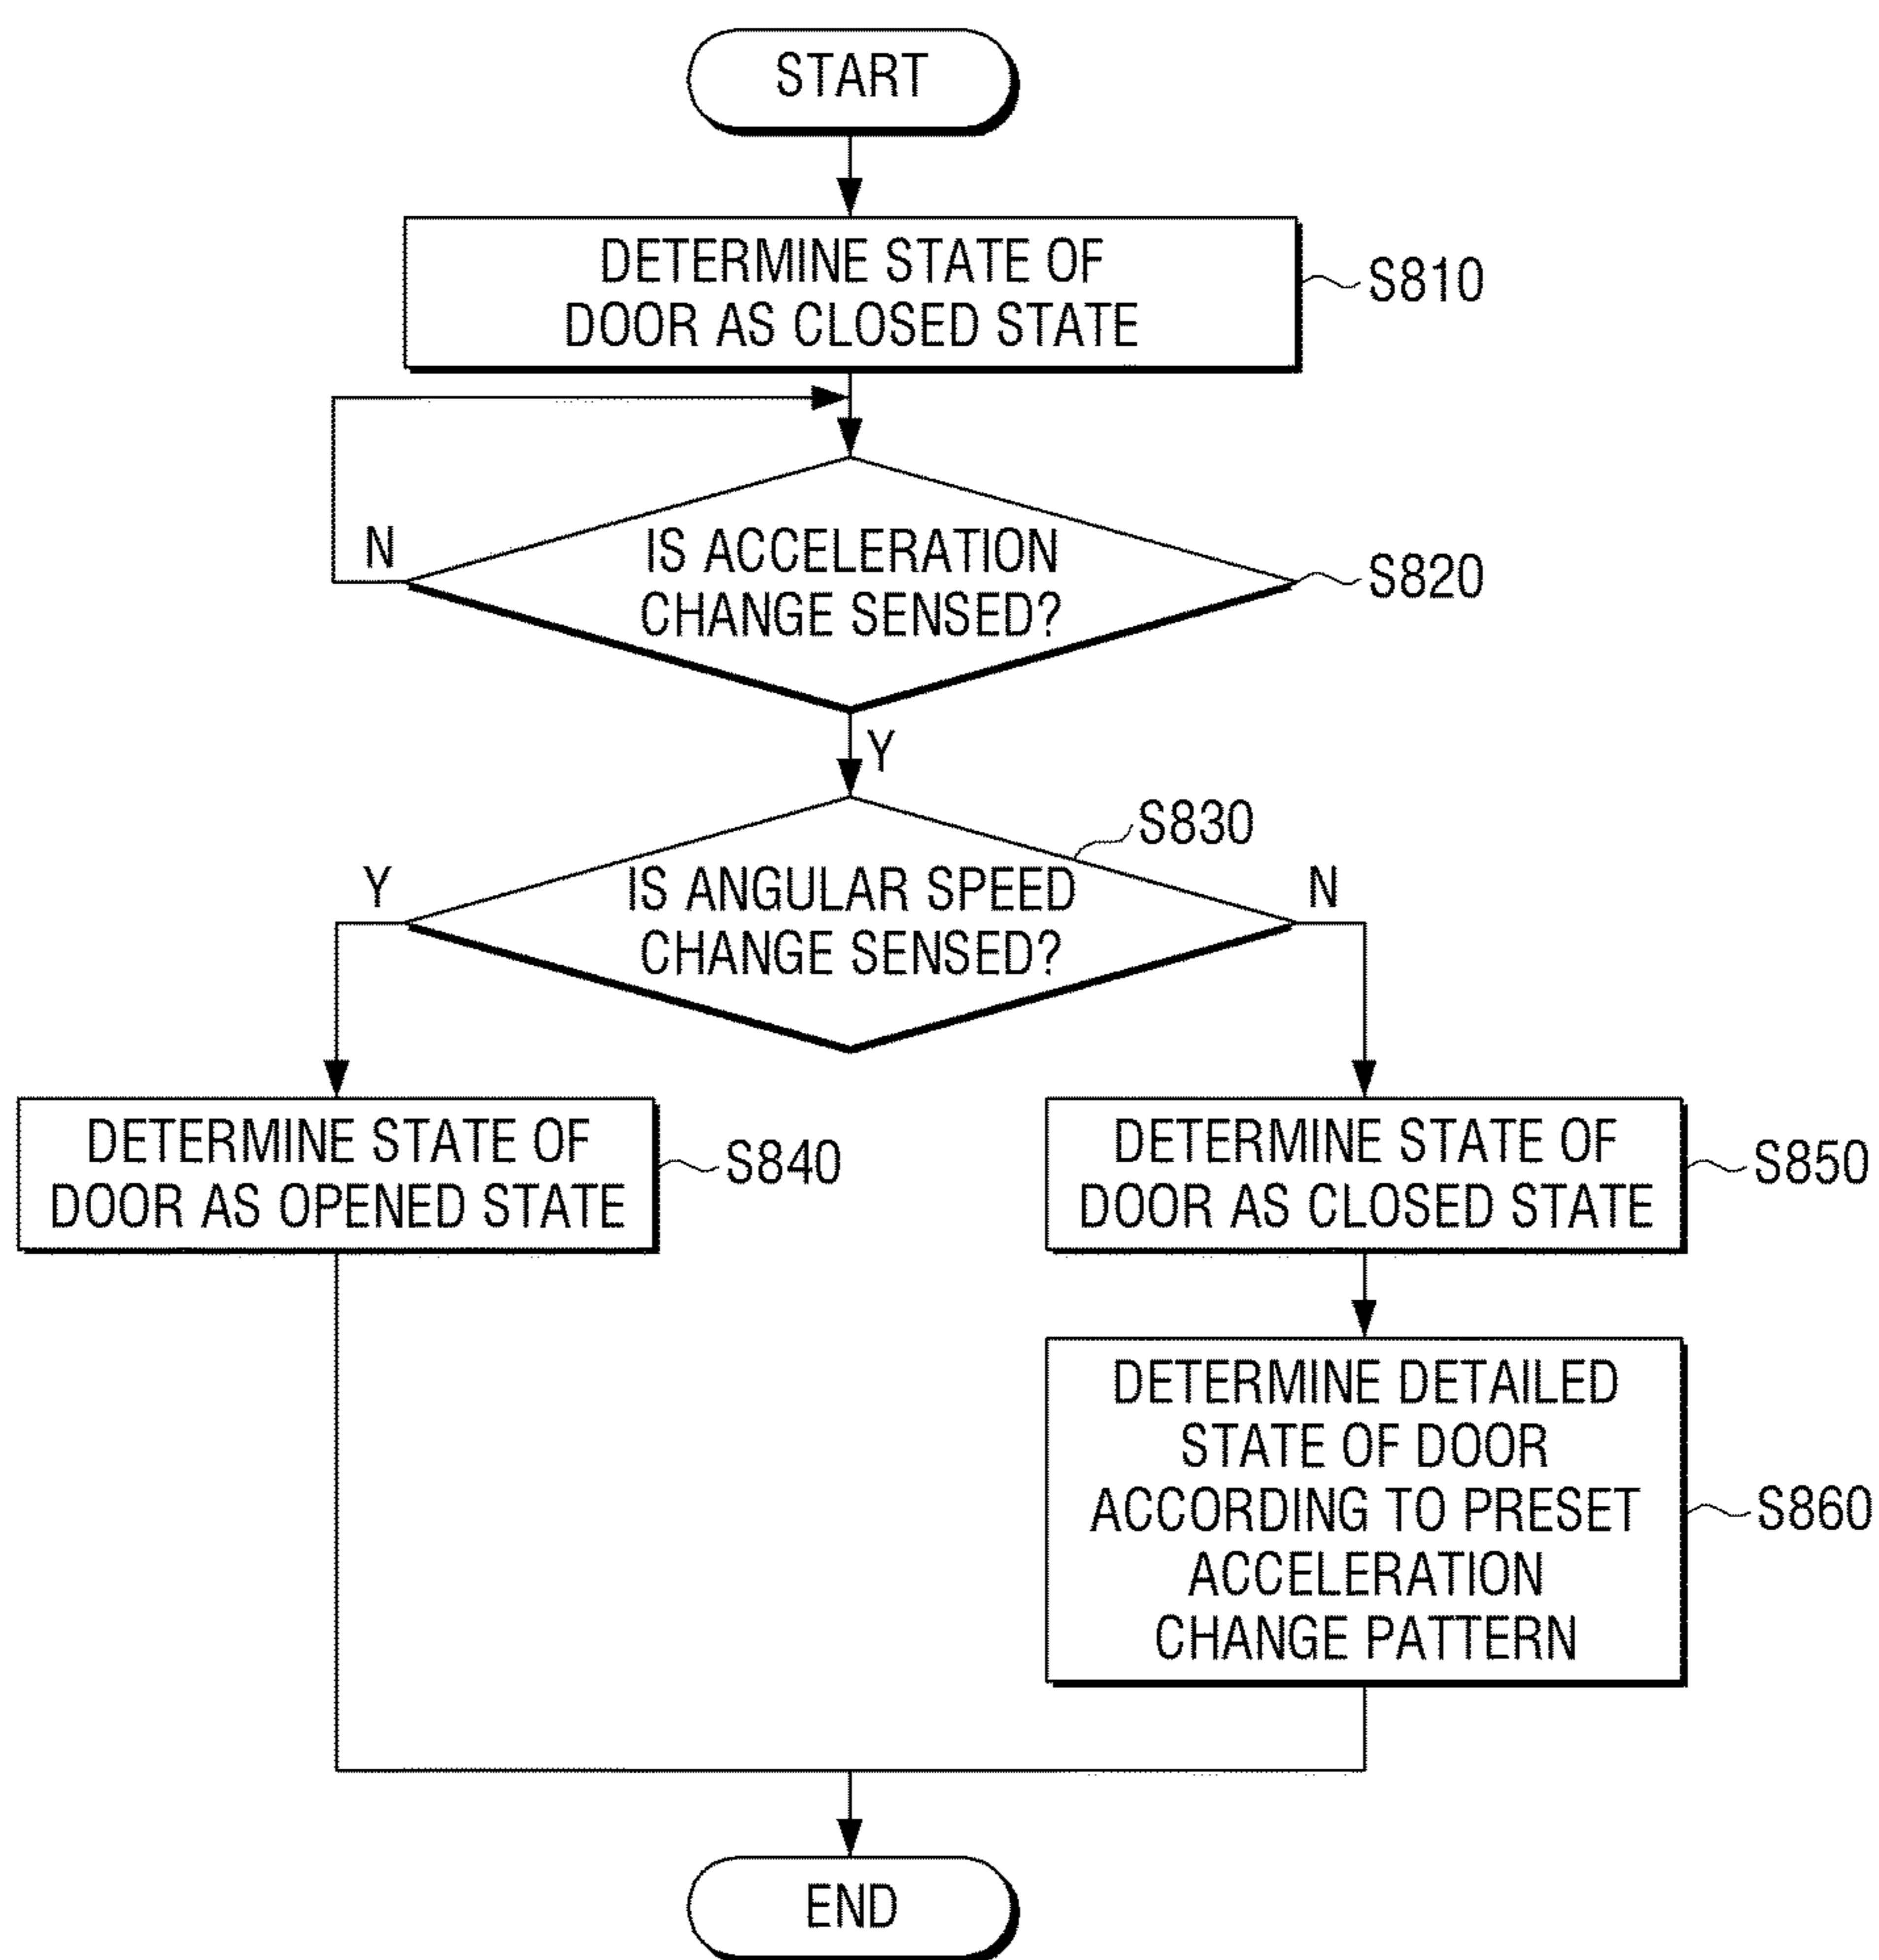 START
DETERMINE STATE OF
DOOR AS CLOSED STATE
S810
N
IS ACCELERATION
CHANGE SENSED?
S820
Y
S830
Y
IS ANGULAR SPEED
CHANGE SENSED?
N
DETERMINE STATE OF
DOOR AS OPENED STATE
S840
DETERMINE STATE OF
DOOR AS CLOSED STATE
S850
DETERMINE DETAILED
STATE OF DOOR
ACCORDING TO PRESET
ACCELERATION
CHANGE PATTERN
S860
END